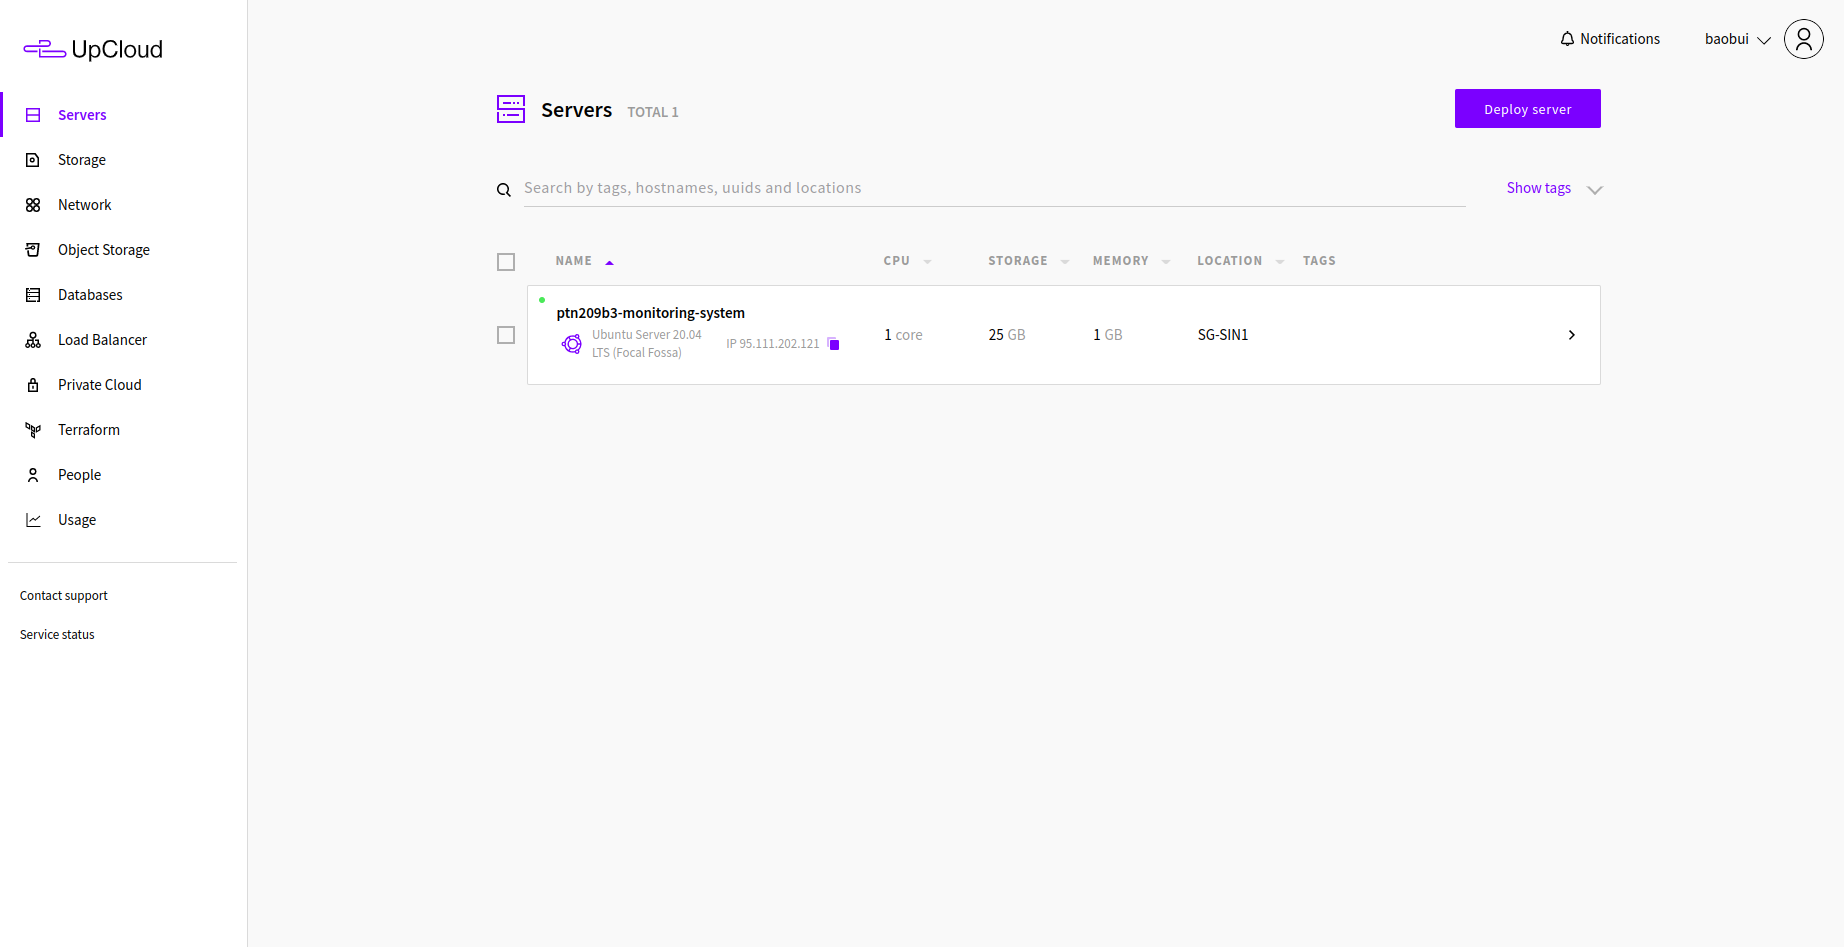 UpCloud
Servers
Storage
Network
Object Storage
Databases
Load Balancer
Private Cloud
Terraform
People
Usage
Contact support
Service status
Notifications
baobui
Servers TOTAL 1
Deploy server
Search by tags, hostnames, uuids and locations
Show tags
NAME CPU STORAGE MEMORY LOCATION TAGS
ptn209b3-monitoring-system
Ubuntu Server 20.04
LTS (Focal Fossa)
IP 95.111.202.121
1 core
25 GB
1 GB
SG-SIN1